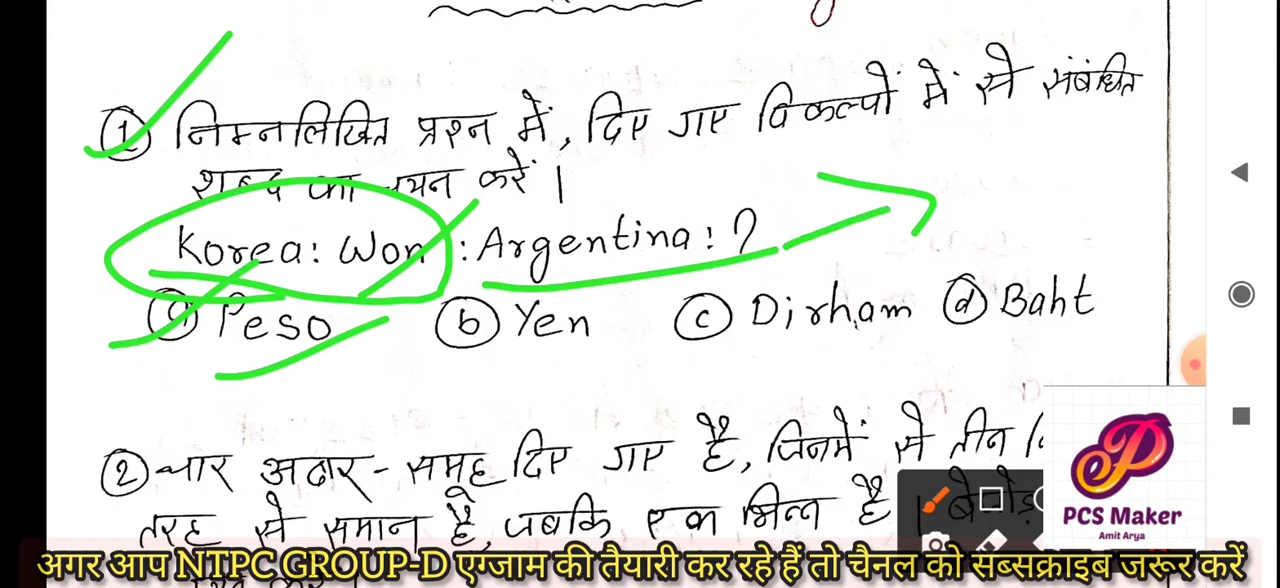 ① निम्नलिखित प्रश्न में, दिए गए विकल्पों में से संबंधित
शब्द का चयन करें।
Korea: Won : Argentina: ?
ⓐ Peso ⓑ Yen ⓒ Dirham ⓓ Baht
② चार अक्षर-समूह दिए गए हैं, जिनमें से तीन
तरह से समान हैं, जबकि एक भिन्न है।
PCS Maker
Amit Arya
अगर आप NTPC GROUP-D एग्जाम की तैयारी कर रहे हैं तो चैनल को सब्सक्राइब जरूर करें